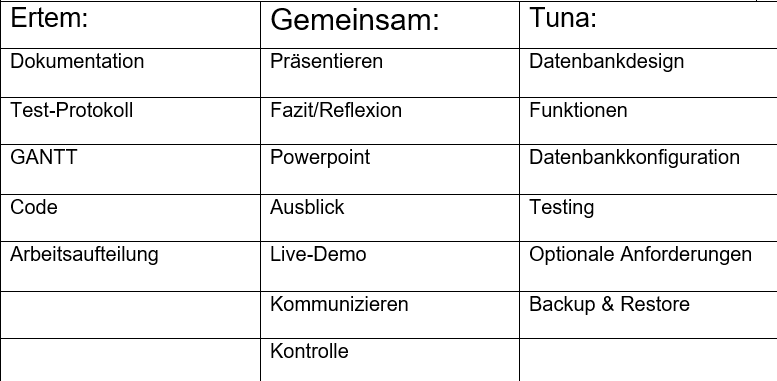 Ertem: Gemeinsam: Tuna:
Dokumentation Präsentieren Datenbankdesign
Test-Protokoll Fazit/Reflexion Funktionen
GANTT Powerpoint Datenbankkonfiguration
Code Ausblick Testing
Arbeitsaufteilung Live-Demo Optionale Anforderungen
Kommunizieren Backup & Restore
Kontrolle